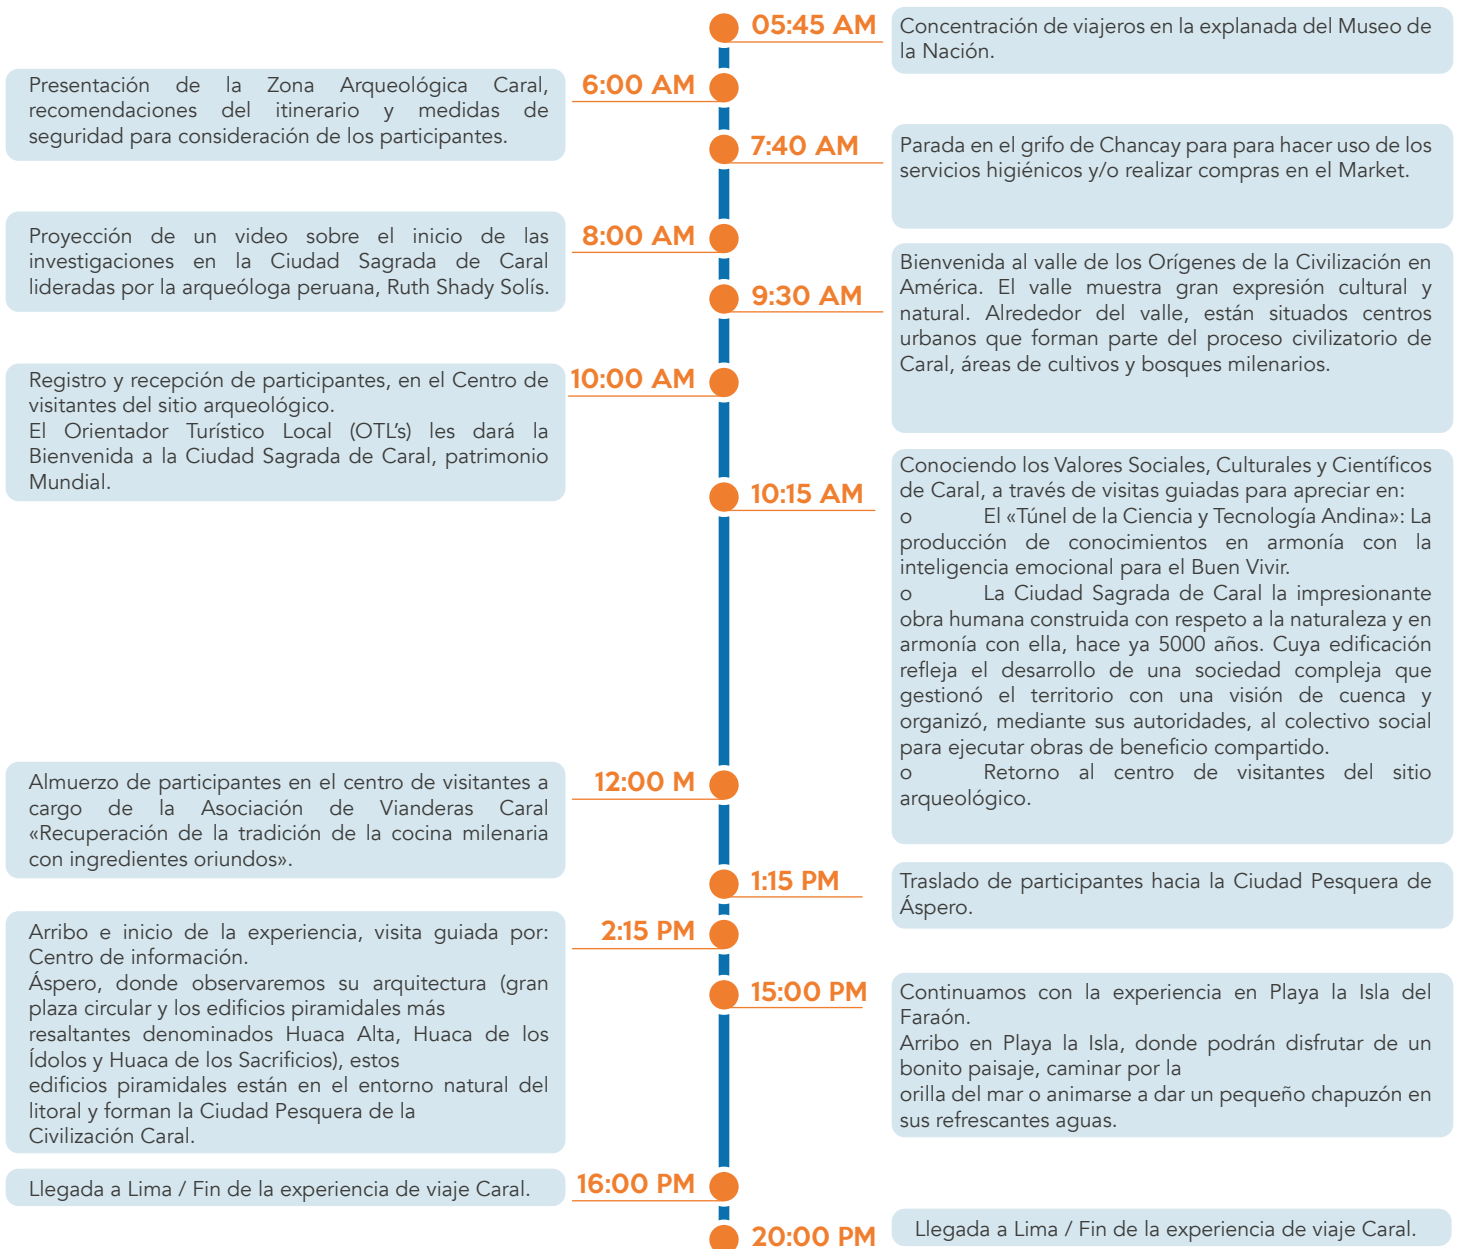 05:45 AM
Concentración de viajeros en la explanada del Museo de
la Nación.
6:00 AM
Presentación de la Zona Arqueológica Caral,
recomendaciones del itinerario y medidas de
seguridad para consideración de los participantes.
7:40 AM
Parada en el grifo de Chancay para para hacer uso de los
servicios higiénicos y/o realizar compras en el Market.
8:00 AM
Proyección de un video sobre el inicio de las
investigaciones en la Ciudad Sagrada de Caral
lideradas por la arqueóloga peruana, Ruth Shady Solís.
9:30 AM
Bienvenida al valle de los Orígenes de la Civilización en
América. El valle muestra gran expresión cultural y
natural. Alrededor del valle, están situados centros
urbanos que forman parte del proceso civilizatorio de
Caral, áreas de cultivos y bosques milenarios.
10:00 AM
Registro y recepción de participantes, en el Centro de
visitantes del sitio arqueológico.
El Orientador Turístico Local (OTL's) les dará la
Bienvenida a la Ciudad Sagrada de Caral, patrimonio
Mundial.
10:15 AM
Conociendo los Valores Sociales, Culturales y Científicos
de Caral, a través de visitas guiadas para apreciar en:
o El «Túnel de la Ciencia y Tecnología Andina»: La
producción de conocimientos en armonía con la
inteligencia emocional para el Buen Vivir.
o La Ciudad Sagrada de Caral la impresionante
obra humana construida con respeto a la naturaleza y en
armonía con ella, hace ya 5000 años. Cuya edificación
refleja el desarrollo de una sociedad compleja que
gestionó el territorio con una visión de cuenca y
organizó, mediante sus autoridades, al colectivo social
para ejecutar obras de beneficio compartido.
o Retorno al centro de visitantes del sitio
arqueológico.
12:00 M
Almuerzo de participantes en el centro de visitantes a
cargo de la Asociación de Vianderas Caral
«Recuperación de la tradición de la cocina milenaria
con ingredientes oriundos».
1:15 PM
Traslado de participantes hacia la Ciudad Pesquera de
Áspero.
2:15 PM
Arribo e inicio de la experiencia, visita guiada por:
Centro de información.
Áspero, donde observaremos su arquitectura (gran
plaza circular y los edificios piramidales más
resaltantes denominados Huaca Alta, Huaca de los
Ídolos y Huaca de los Sacrificios), estos
edificios piramidales están en el entorno natural del
litoral y forman la Ciudad Pesquera de la
Civilización Caral.
15:00 PM
Continuamos con la experiencia en Playa la Isla del
Faraón.
Arribo en Playa la Isla, donde podrán disfrutar de un
bonito paisaje, caminar por la
orilla del mar o animarse a dar un pequeño chapuzón en
sus refrescantes aguas.
16:00 PM
Llegada a Lima / Fin de la experiencia de viaje Caral.
20:00 PM
Llegada a Lima / Fin de la experiencia de viaje Caral.